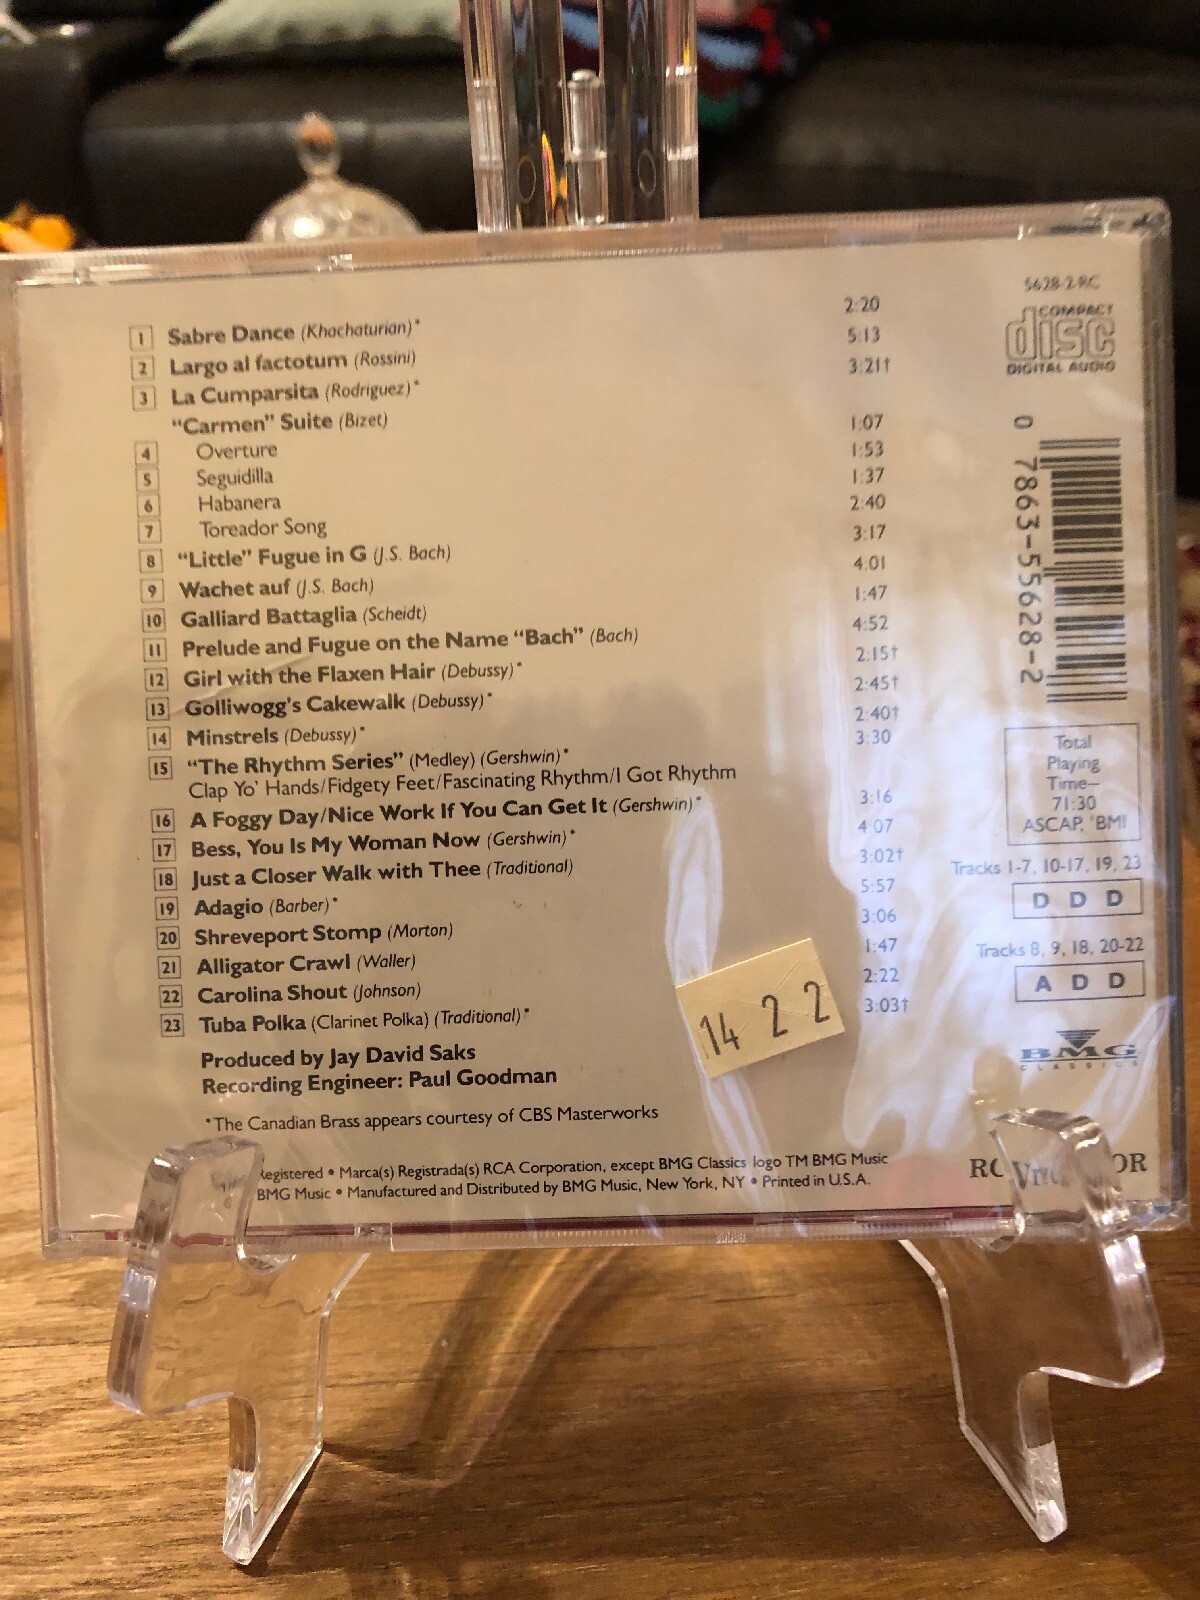 1 Sabre Dance (Khachaturian)* 2:20
2 Largo al factotum (Rossini) 5:13
3 La Cumparsita (Rodriguez)* 3:21†
"Carmen" Suite (Bizet)
4 Overture 1:07
5 Seguidilla 1:53
6 Habanera 1:37
7 Toreador Song 2:40
8 "Little" Fugue in G (J.S. Bach) 3:17
9 Wachet auf (J.S. Bach) 4:01
10 Galliard Battaglia (Scheidt) 1:47
11 Prelude and Fugue on the Name "Bach" (Bach) 4:52
12 Girl with the Flaxen Hair (Debussy)* 2:15†
13 Golliwogg's Cakewalk (Debussy)* 2:45†
14 Minstrels (Debussy)* 2:40†
15 "The Rhythm Series" (Medley) (Gershwin)* 3:30
Clap Yo' Hands/Fidgety Feet/Fascinating Rhythm/I Got Rhythm
16 A Foggy Day/Nice Work If You Can Get It (Gershwin)* 3:16
17 Bess, You Is My Woman Now (Gershwin)* 4:07
18 Just a Closer Walk with Thee (Traditional) 3:02†
19 Adagio (Barber)* 5:57
20 Shreveport Stomp (Morton) 3:06
21 Alligator Crawl (Waller) 1:47
22 Carolina Shout (Johnson) 2:22
23 Tuba Polka (Clarinet Polka) (Traditional)* 3:03†
Produced by Jay David Saks
Recording Engineer: Paul Goodman
*The Canadian Brass appears courtesy of CBS Masterworks
Registered • Marca(s) Registrada(s) RCA Corporation, except BMG Classics logo TM BMG Music
BMG Music • Manufactured and Distributed by BMG Music, New York, NY • Printed in U.S.A.
14 2 2
5628-2-RC
COMPACT
disc
DIGITAL AUDIO
0 7863-55628-2
Total
Playing
Time—
71:30
ASCAP, *BMI
Tracks 1-7, 10-17, 19, 23
D D D
Tracks 8, 9, 18, 20-22
A D D
BMG
CLASSICS